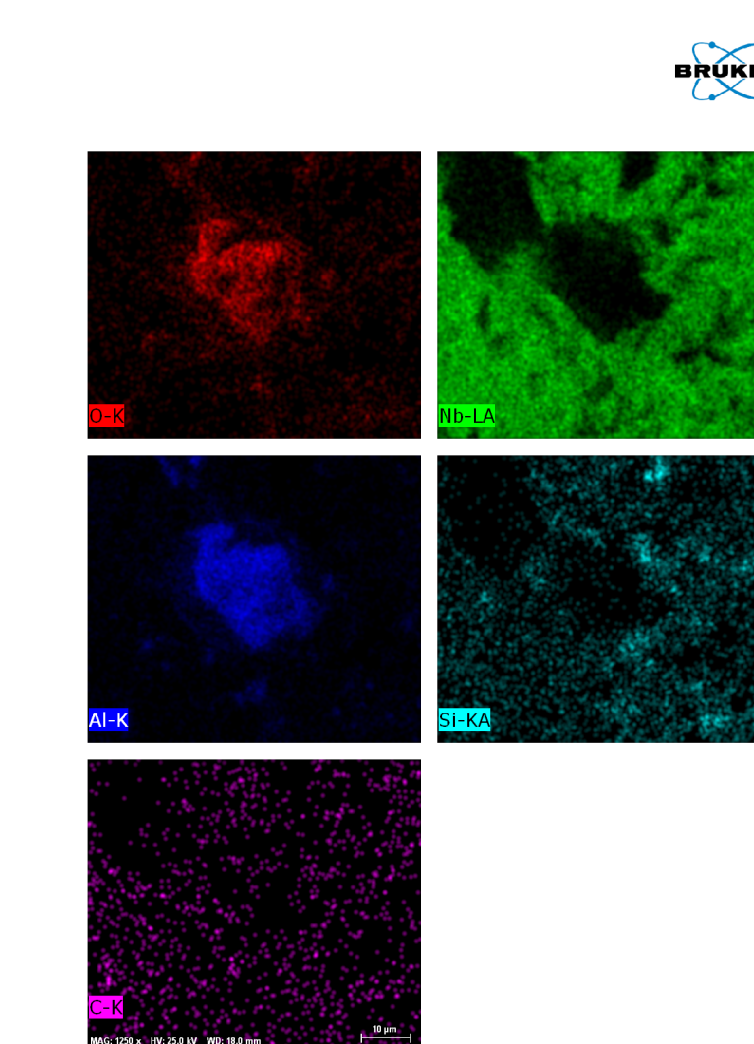 BRUKE
O-K
Nb-LA
Al-K
Si-KA
C-K
10 µm
MAG: 1250 x HV: 25.0 kV WD: 18.0 mm